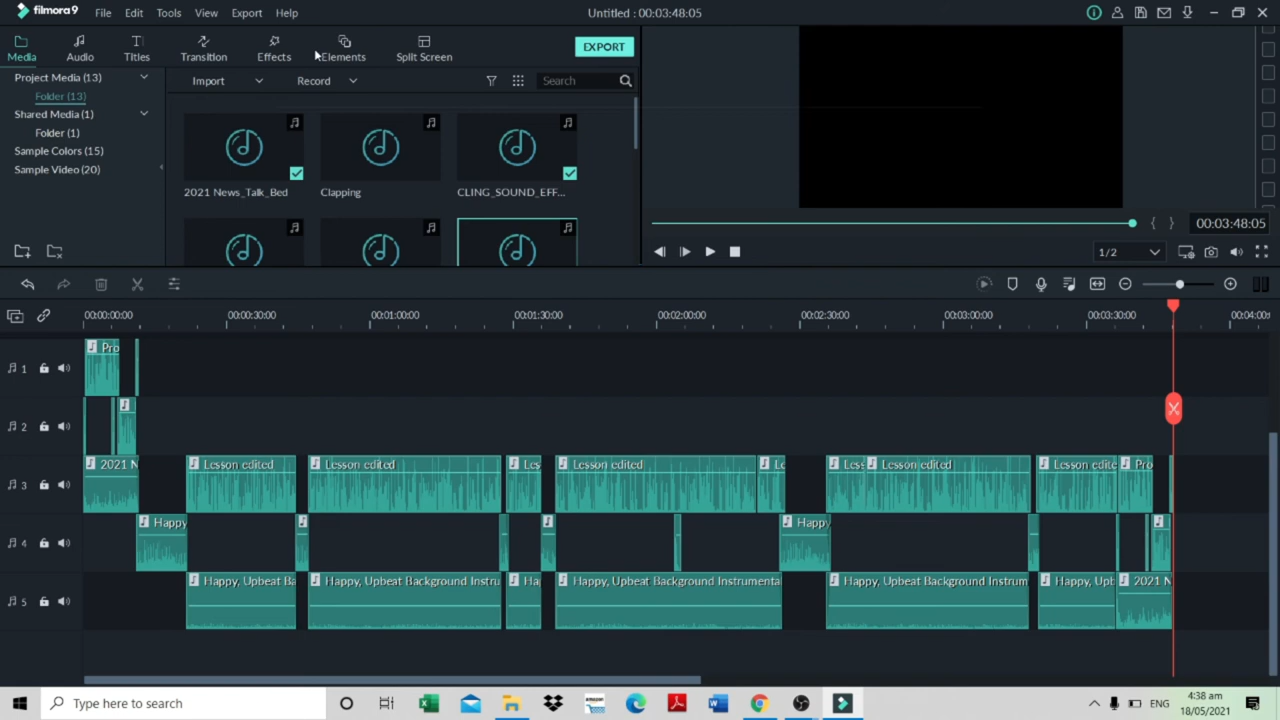 filmora9 File Edit Tools View Export Help Untitled : 00:03:48:05
Media Audio Titles Transition Effects Elements Split Screen EXPORT
Project Media (13) Import Record Search
Folder (13)
Shared Media (1)
Folder (1)
Sample Colors (15)
Sample Video (20)
2021 News_Talk_Bed Clapping CLING_SOUND_EFF...
00:03:48:05
1/2
00:00:00:00 00:00:30:00 00:01:00:00 00:01:30:00 00:02:00:00 00:02:30:00 00:03:00:00 00:03:30:00 00:04:00:
1 Pro
2
3 2021 N Lesson edited Lesson edited Les Lesson edited Le Less Lesson edited Lesson edite Pro
4 Happy Happy
5 Happy, Upbeat Ba Happy, Upbeat Background Instru Ha Happy, Upbeat Background Instrumenta Happy, Upbeat Background Instrum Happy, Upb 2021 N
Type here to search ENG 4:38 am
18/05/2021